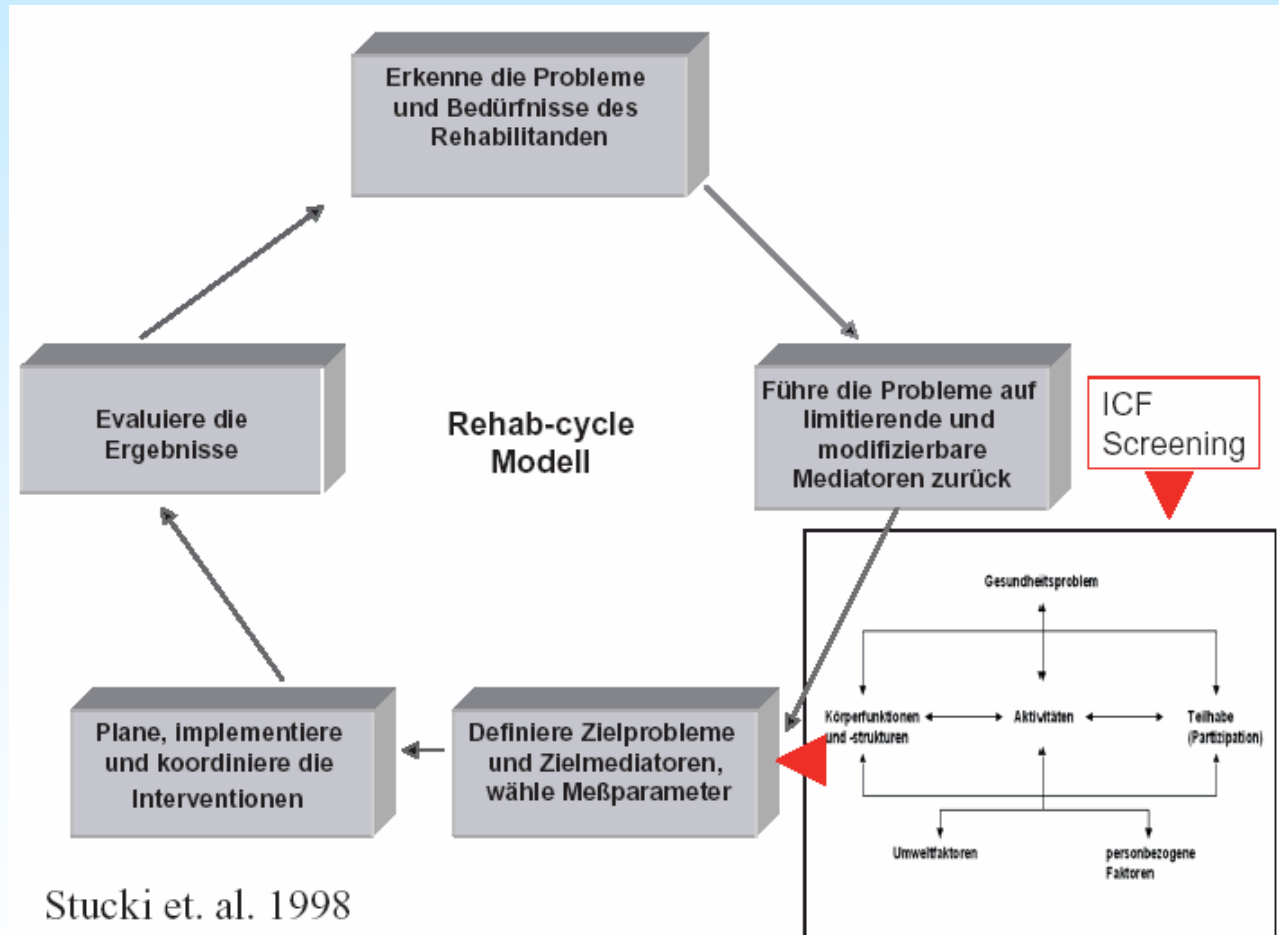 Erkenne die Probleme
und Bedürfnisse des
Rehabilitanden
Führe die Probleme auf
limitierende und
modifizierbare
Mediatoren zurück
ICF
Screening
Evaluiere die
Ergebnisse
Rehab-cycle
Modell
Gesundheitsproblem
Körperfunktionen
und -strukturen
Aktivitäten
Teilhabe
(Partizipation)
Umweltfaktoren
personbezogene
Faktoren
Definiere Zielprobleme
und Zielmediatoren,
wähle Meßparameter
Plane, implementiere
und koordiniere die
Interventionen
Stucki et. al. 1998